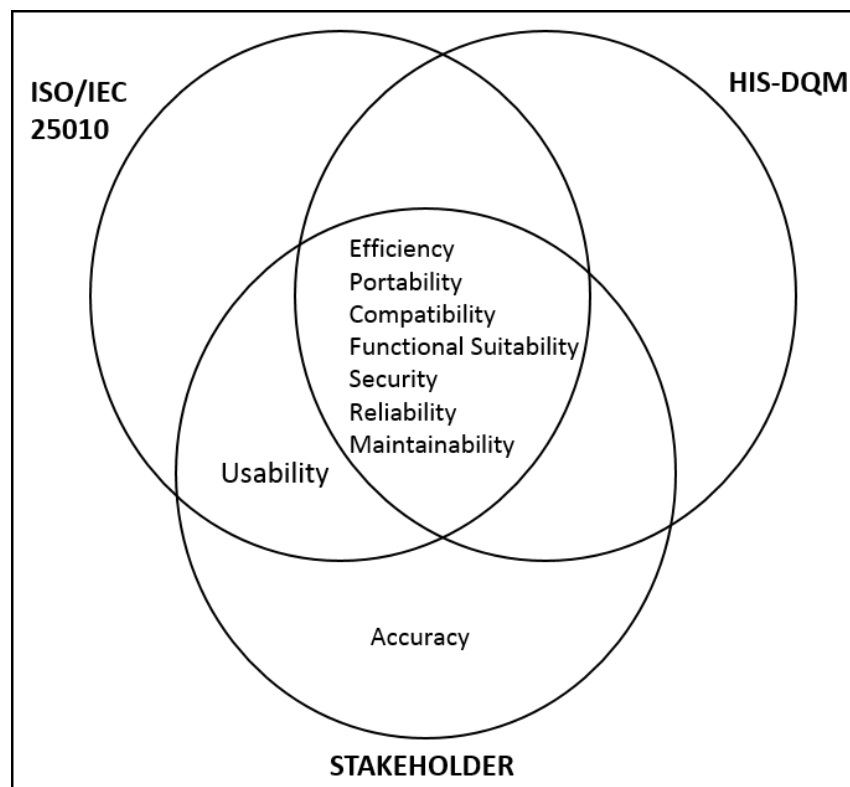 ISO/IEC
25010
HIS-DQM
Efficiency
Portability
Compatibility
Functional Suitability
Security
Reliability
Maintainability
Usability
Accuracy
STAKEHOLDER